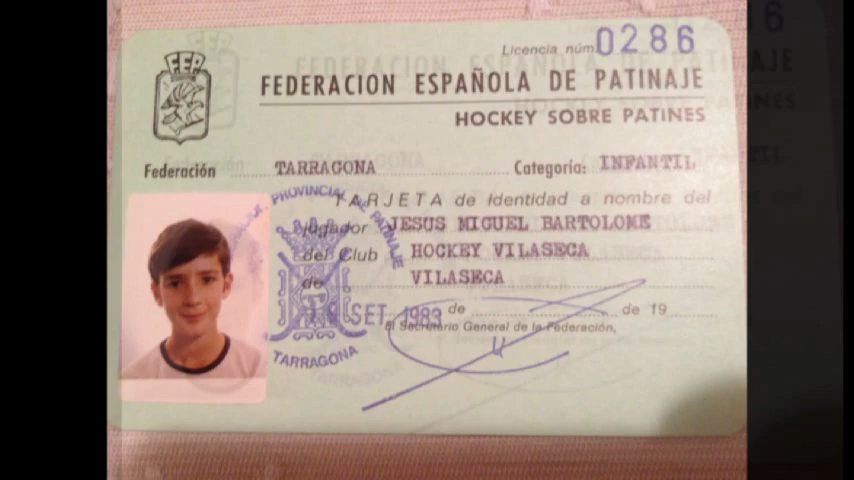 Licencia núm 0286
FEP
FEDERACION ESPAÑOLA DE PATINAJE
HOCKEY SOBRE PATINES
Federación TARRAGONA Categoría: INFANTIL
TARJETA de Identidad a nombre del
jugador JESUS MIGUEL BARTOLOME
del Club HOCKEY VILASECA
de VILASECA
SET. 1983 de de 19
El Secretario General de la Federación,
PROVINCIAL DE PATINAJE
TARRAGONA